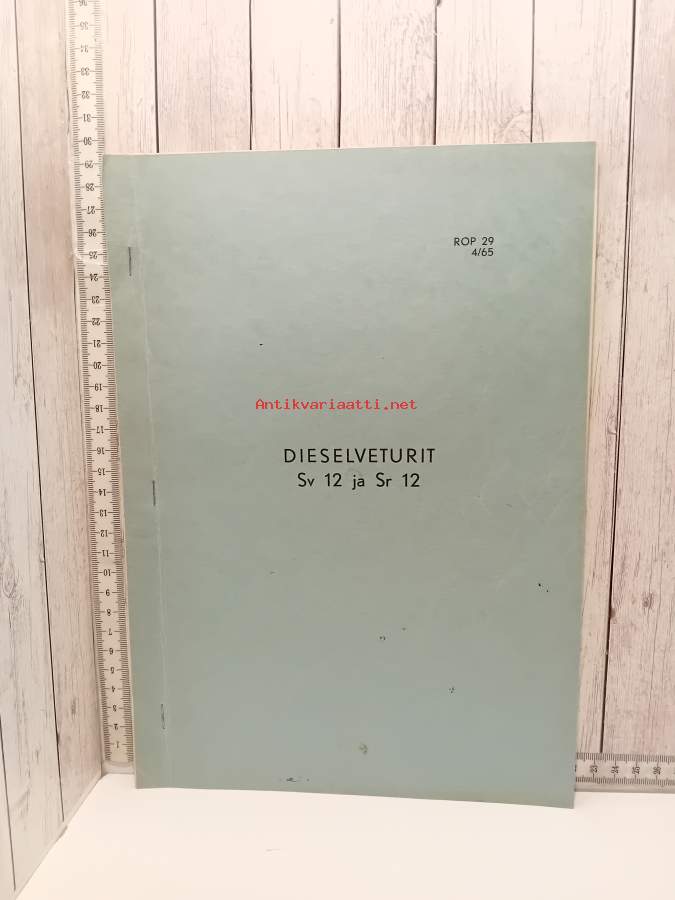 ROP 29
4/65
Antikvariaatti.net
DIESELVETURIT
Sv 12 ja Sr 12